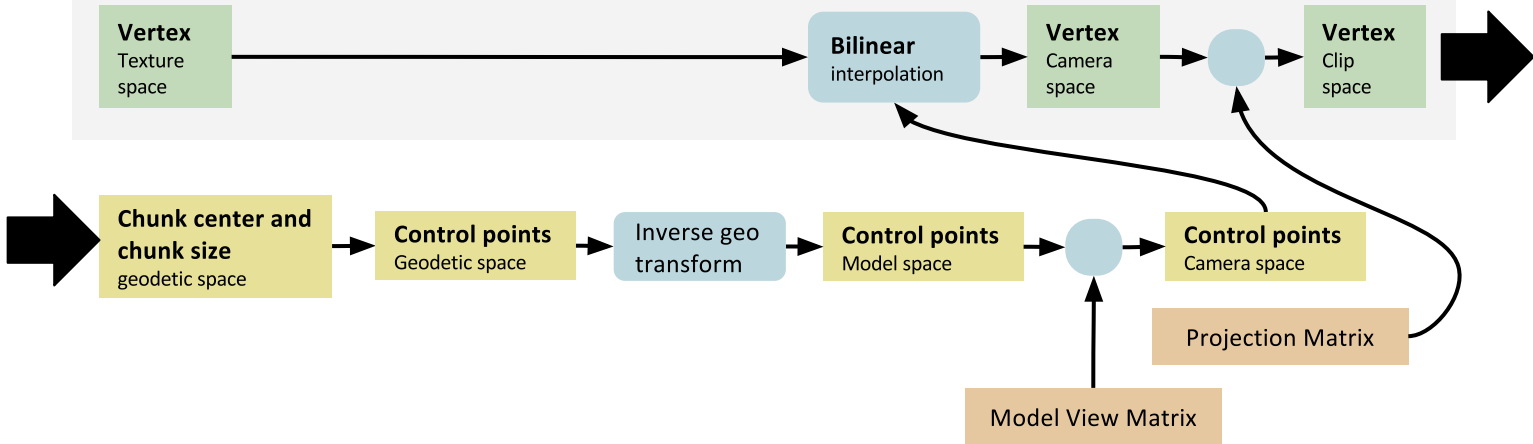 Vertex
Texture
space
Bilinear
interpolation
Vertex
Camera
space
Vertex
Clip
space
Chunk center and
chunk size
geodetic space
Control points
Geodetic space
Inverse geo
transform
Control points
Model space
Control points
Camera space
Projection Matrix
Model View Matrix